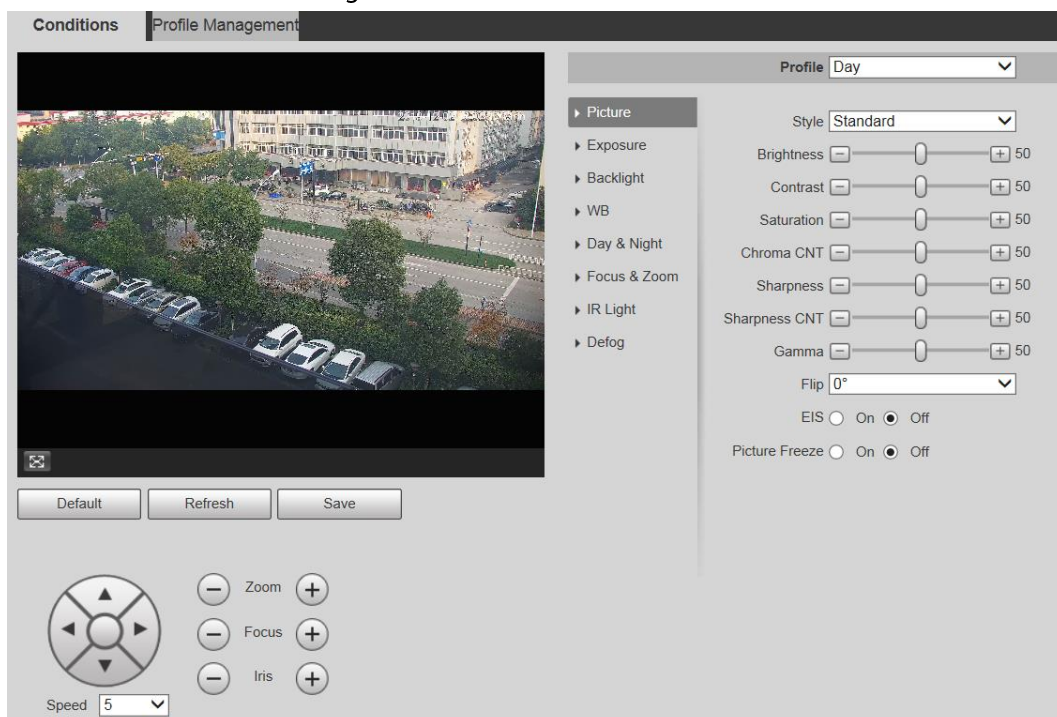 Conditions
Profile Management
Profile Day
Picture
Exposure
Backlight
WB
Day & Night
Focus & Zoom
IR Light
Defog
Style Standard
Brightness 50
Contrast 50
Saturation 50
Chroma CNT 50
Sharpness 50
Sharpness CNT 50
Gamma 50
Flip 0°
EIS On Off
Picture Freeze On Off
Default
Refresh
Save
Zoom
Focus
Iris
Speed 5